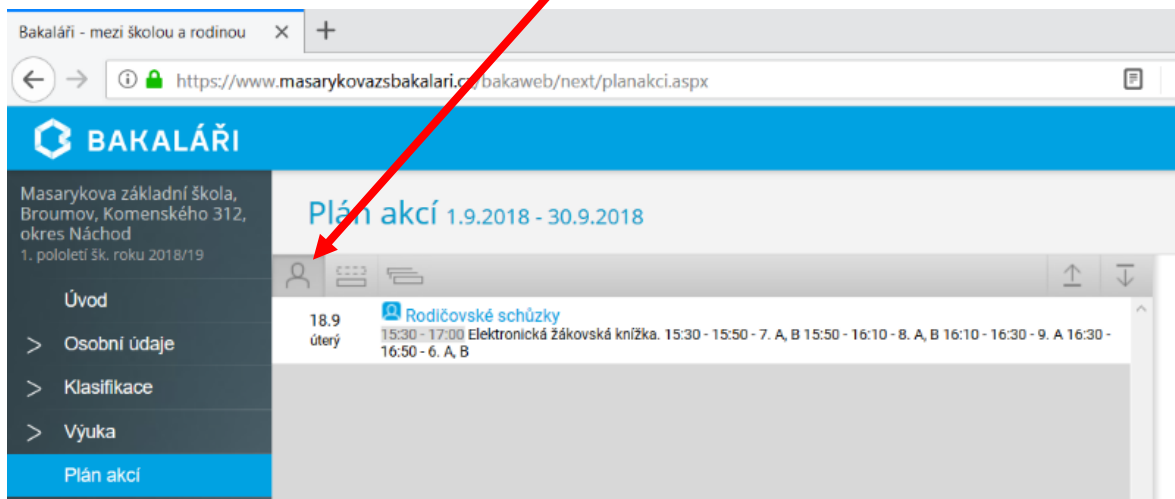 Bakaláři - mezi školou a rodinou
https://www.masarykovazsbakalari.cz/bakaweb/next/planakci.aspx
BAKALÁŘI
Masarykova základní škola,
Broumov, Komenského 312,
okres Náchod
1. pololetí šk. roku 2018/19
Plán akcí 1.9.2018 - 30.9.2018
Úvod
> Osobní údaje
> Klasifikace
> Výuka
Plán akcí
18.9
úterý
Rodičovské schůzky
15:30 - 17:00 Elektronická žákovská knížka. 15:30 - 15:50 - 7. A, B 15:50 - 16:10 - 8. A, B 16:10 - 16:30 - 9. A 16:30 -
16:50 - 6. A, B